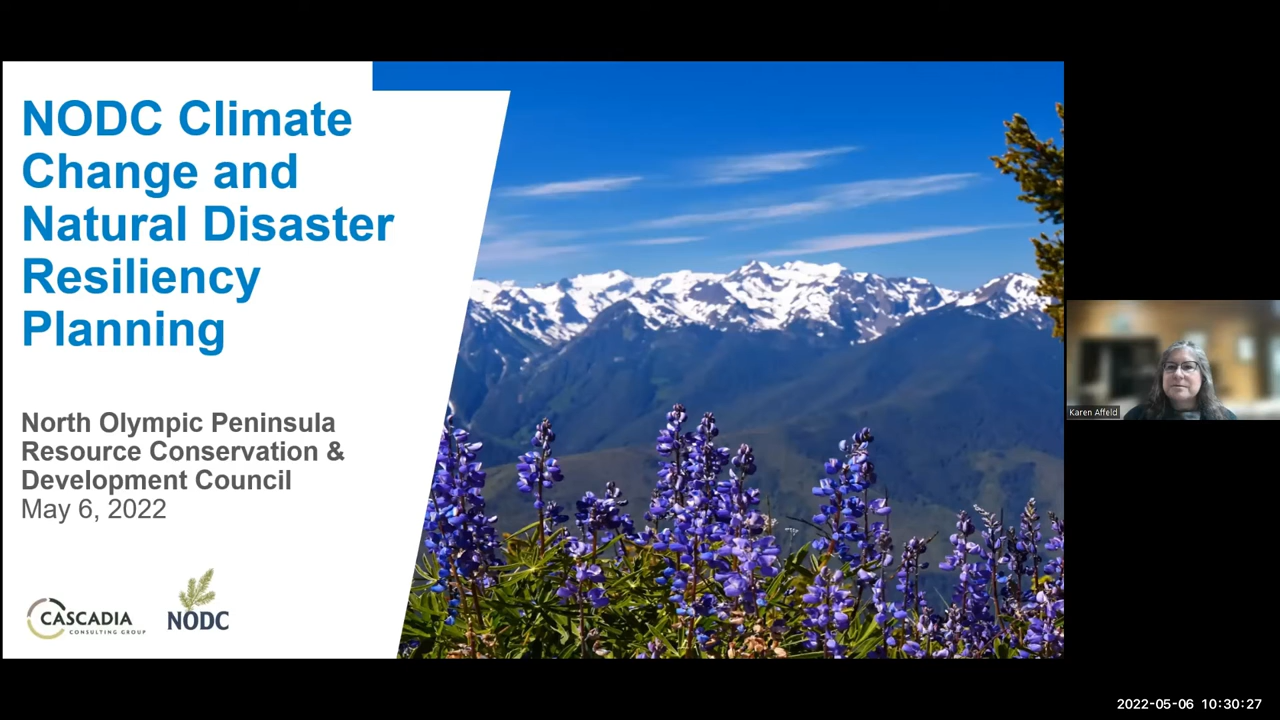 NODC Climate
Change and
Natural Disaster
Resiliency
Planning
North Olympic Peninsula
Resource Conservation &
Development Council
May 6, 2022
CASCADIA
CONSULTING GROUP
NODC
Karen Affeld
2022-05-06 10:30:27